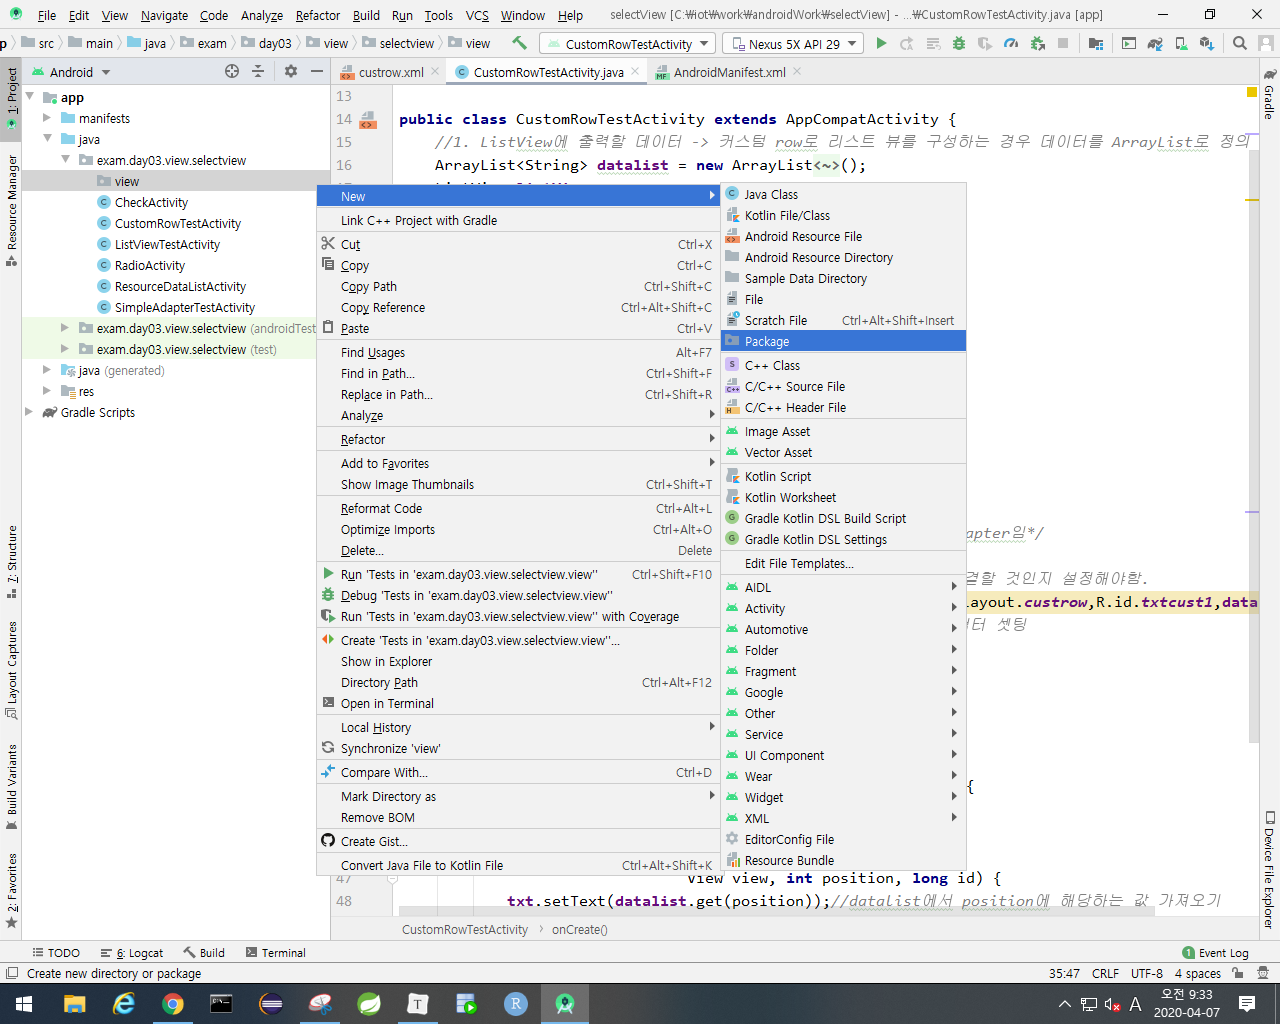 File Edit View Navigate Code Analyze Refactor Build Run Tools VCS Window Help selectView [C:₩iot₩work₩androidWork₩selectView] - ...₩CustomRowTestActivity.java [app]
p src main java exam day03 view selectview view CustomRowTestActivity Nexus 5X API 29
Android custrow.xml CustomRowTestActivity.java AndroidManifest.xml
1: Project
Resource Manager
7: Structure
Layout Captures
Build Variants
2: Favorites
app
manifests
java
exam.day03.view.selectview
view
CheckActivity
CustomRowTestActivity
ListViewTestActivity
RadioActivity
ResourceDataListActivity
SimpleAdapterTestActivity
exam.day03.view.selectview (androidTest
exam.day03.view.selectview (test)
java (generated)
res
Gradle Scripts
13
14 public class CustomRowTestActivity extends AppCompatActivity {
15 //1. ListView에 출력할 데이터 -> 커스텀 row로 리스트 뷰를 구성하는 경우 데이터를 ArrayList로 정의
16 ArrayList<String> datalist = new ArrayList<~>();
New
Link C++ Project with Gradle
Cut Ctrl+X
Copy Ctrl+C
Copy Path Ctrl+Shift+C
Copy Reference Ctrl+Alt+Shift+C
Paste Ctrl+V
Find Usages Alt+F7
Find in Path... Ctrl+Shift+F
Replace in Path... Ctrl+Shift+R
Analyze
Refactor
Add to Favorites
Show Image Thumbnails Ctrl+Shift+T
Reformat Code Ctrl+Alt+L
Optimize Imports Ctrl+Alt+O
Delete... Delete
Run 'Tests in 'exam.day03.view.selectview.view'' Ctrl+Shift+F10
Debug 'Tests in 'exam.day03.view.selectview.view''
Run 'Tests in 'exam.day03.view.selectview.view'' with Coverage
Create 'Tests in 'exam.day03.view.selectview.view''...
Show in Explorer
Directory Path Ctrl+Alt+F12
Open in Terminal
Local History
Synchronize 'view'
Compare With... Ctrl+D
Mark Directory as
Remove BOM
Create Gist...
Convert Java File to Kotlin File Ctrl+Alt+Shift+K
Java Class
Kotlin File/Class
Android Resource File
Android Resource Directory
Sample Data Directory
File
Scratch File Ctrl+Alt+Shift+Insert
Package
C++ Class
C/C++ Source File
C/C++ Header File
Image Asset
Vector Asset
Kotlin Script
Kotlin Worksheet
Gradle Kotlin DSL Build Script
Gradle Kotlin DSL Settings
Edit File Templates...
AIDL
Activity
Automotive
Folder
Fragment
Google
Other
Service
UI Component
Wear
Widget
XML
EditorConfig File
Resource Bundle
apter임*/
결할 것인지 설정해야함.
ayout.custrow,R.id.txtcust1,data
터 셋팅
{
47 View view, int position, long id) {
48 txt.setText(datalist.get(position));//datalist에서 position에 해당하는 값 가져오기
CustomRowTestActivity onCreate()
Gradle
Device File Explorer
TODO 6: Logcat Build Terminal 1 Event Log
Create new directory or package 35:47 CRLF UTF-8 4 spaces
A 오전 9:33
2020-04-07